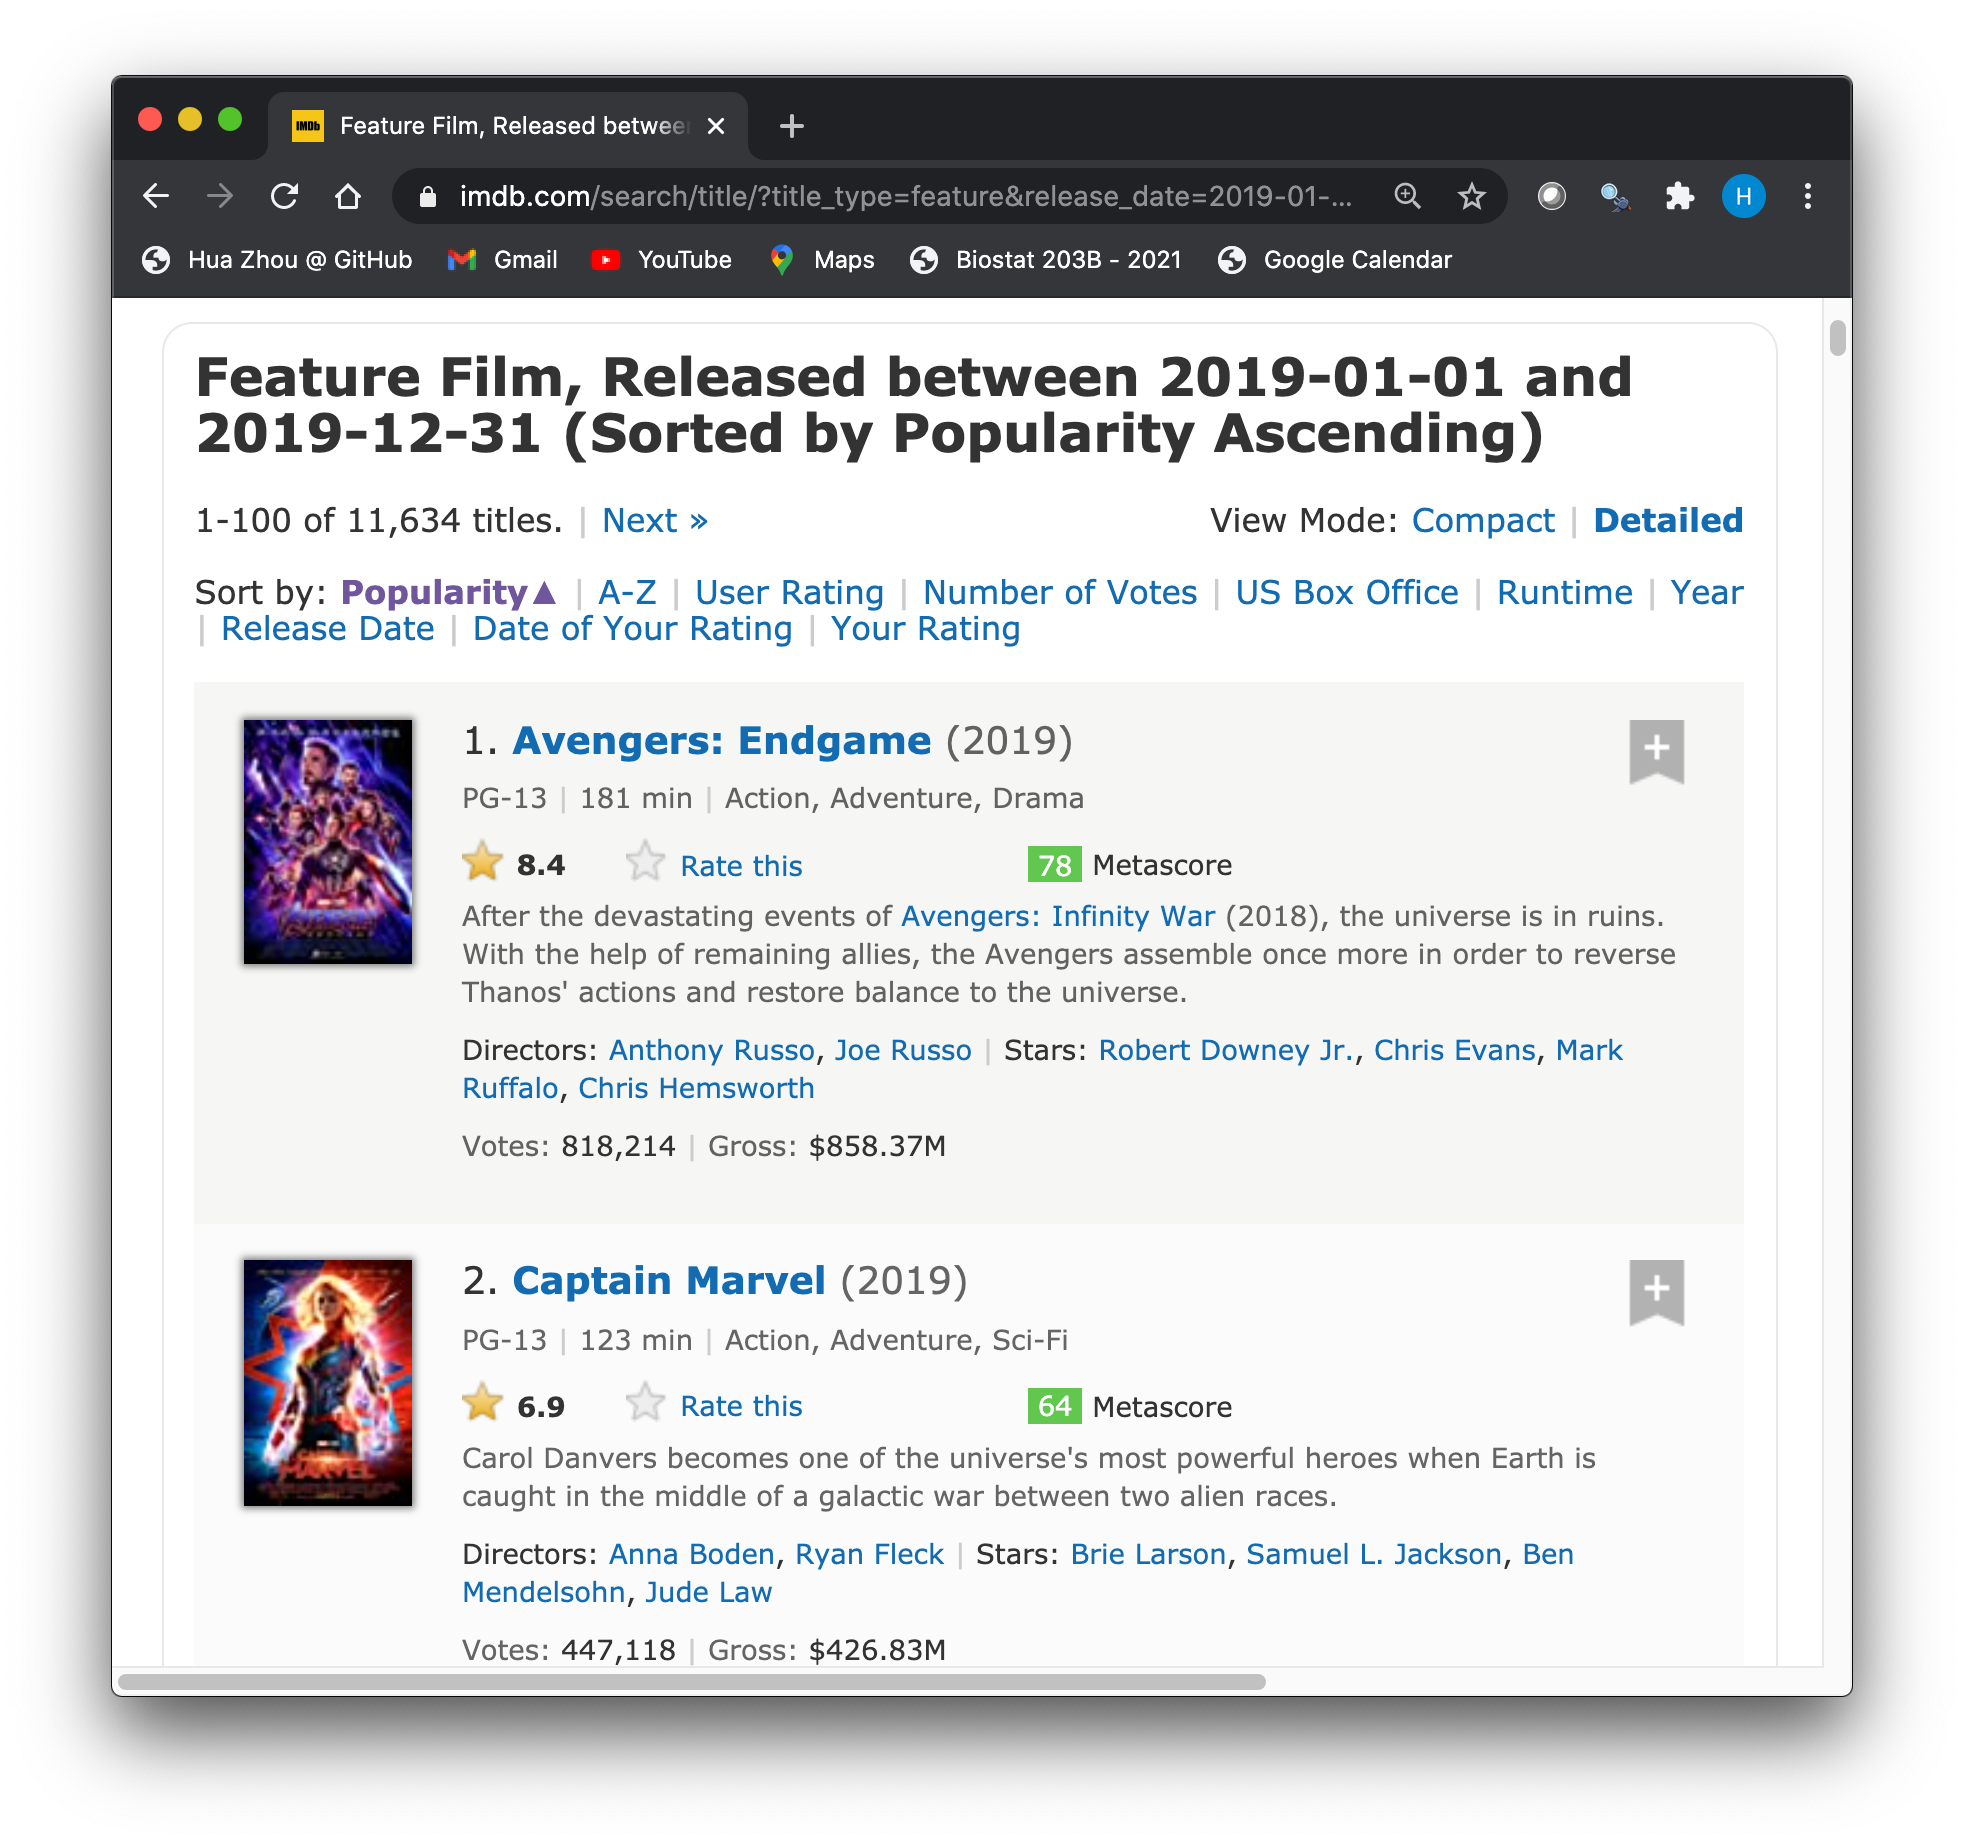 IMDb Feature Film, Released between
imdb.com/search/title/?title_type=feature&release_date=2019-01-...
H
Hua Zhou @ GitHub Gmail YouTube Maps Biostat 203B - 2021 Google Calendar
Feature Film, Released between 2019-01-01 and
2019-12-31 (Sorted by Popularity Ascending)
1-100 of 11,634 titles. | Next » View Mode: Compact | Detailed
Sort by: Popularity▲ | A-Z | User Rating | Number of Votes | US Box Office | Runtime | Year
| Release Date | Date of Your Rating | Your Rating
1. Avengers: Endgame (2019)
PG-13 | 181 min | Action, Adventure, Drama
8.4 Rate this 78 Metascore
After the devastating events of Avengers: Infinity War (2018), the universe is in ruins.
With the help of remaining allies, the Avengers assemble once more in order to reverse
Thanos' actions and restore balance to the universe.
Directors: Anthony Russo, Joe Russo | Stars: Robert Downey Jr., Chris Evans, Mark
Ruffalo, Chris Hemsworth
Votes: 818,214 | Gross: $858.37M
MARVEL
2. Captain Marvel (2019)
PG-13 | 123 min | Action, Adventure, Sci-Fi
6.9 Rate this 64 Metascore
Carol Danvers becomes one of the universe's most powerful heroes when Earth is
caught in the middle of a galactic war between two alien races.
Directors: Anna Boden, Ryan Fleck | Stars: Brie Larson, Samuel L. Jackson, Ben
Mendelsohn, Jude Law
Votes: 447,118 | Gross: $426.83M